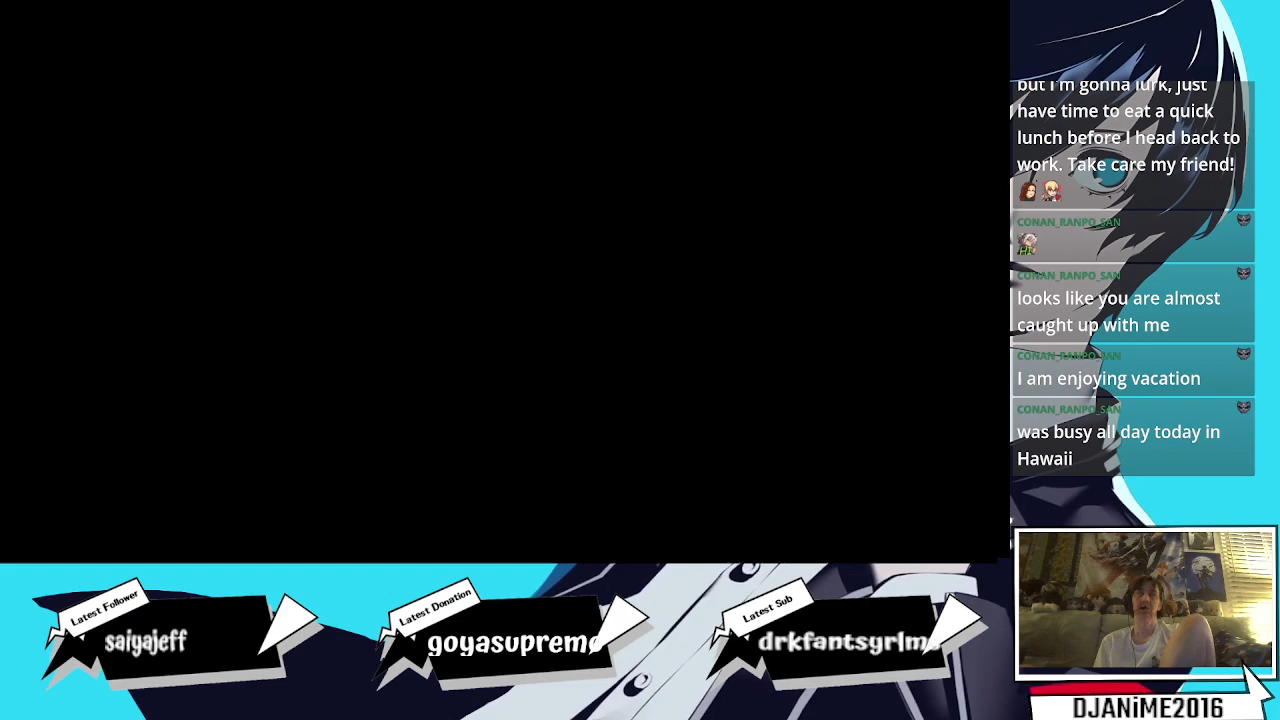 but I'm gonna lurk, just
have time to eat a quick
lunch before I head back to
work. Take care my friend!
CONAN_RANPO_SAN
HI
CONAN_RANPO_SAN
looks like you are almost
caught up with me
CONAN_RANPO_SAN
I am enjoying vacation
CONAN_RANPO_SAN
was busy all day today in
Hawaii
Latest Follower
saiyajeff
Latest Donation
goyasupreme
Latest Sub
DJANiME2016